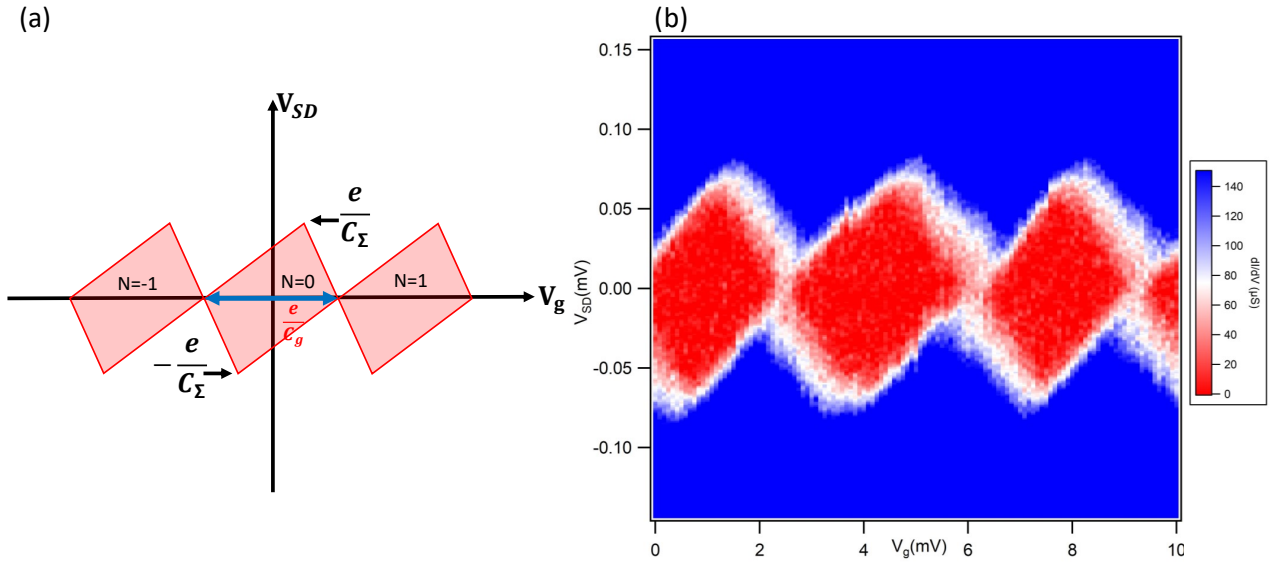 (a)
V_SD
e/C_Σ
N=-1
N=0
N=1
V_g
e/C_g
− e/C_Σ
(b)
0.15
0.10
0.05
0.00
-0.05
-0.10
V_SD(mV)
0
2
4
6
8
10
V_g(mV)
140
120
100
80
60
40
20
0
dI/dV (µS)